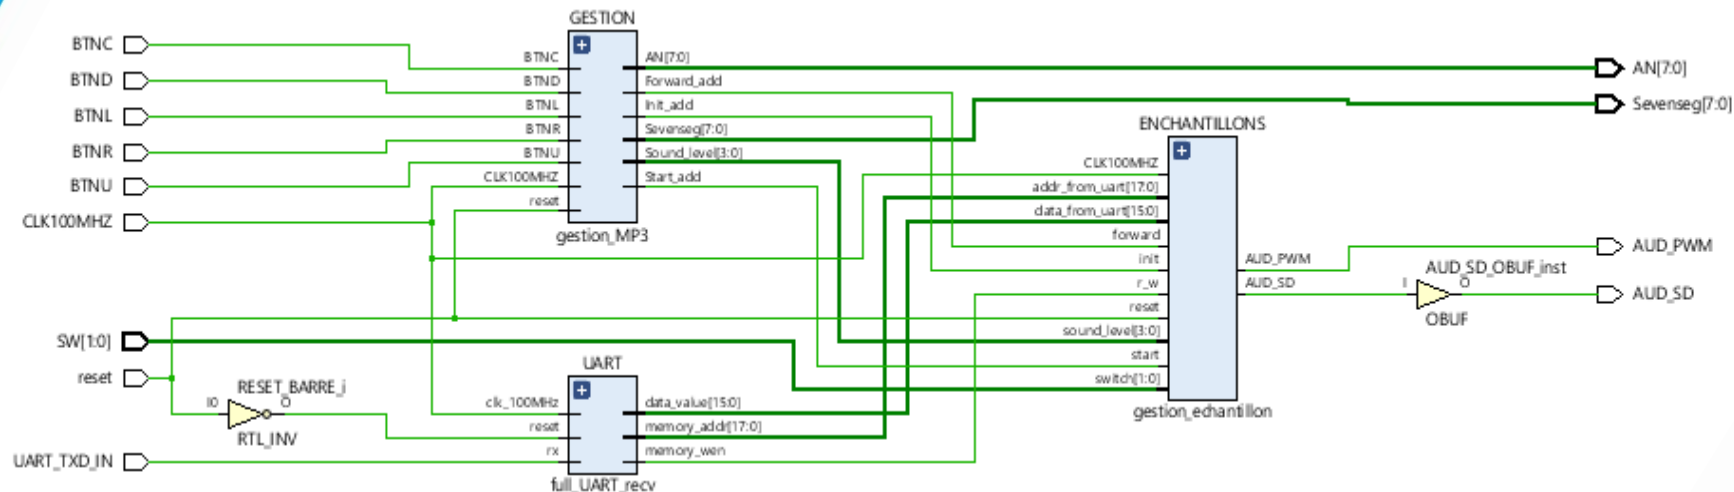 GESTION
BTNC
BTND
BTNL
BTNR
BTNU
CLK100MHZ
SW[1:0]
reset
UART_TXD_IN
BTNC
BTND
BTNL
BTNR
BTNU
CLK100MHZ
reset
AN[7:0]
Forward_add
Init_add
Sevenseg[7:0]
Sound_level[3:0]
Start_add
gestion_MP3
RESET_BARRE_i
I0
O
RTL_INV
UART
clk_100MHz
reset
rx
data_value[15:0]
memory_addr[17:0]
memory_wen
full_UART_recv
ENCHANTILLONS
CLK100MHZ
addr_from_uart[17:0]
data_from_uart[15:0]
forward
init
r_w
reset
sound_level[3:0]
start
switch[1:0]
AUD_PWM
AUD_SD
gestion_echantillon
AUD_SD_OBUF_inst
I
O
OBUF
AN[7:0]
Sevenseg[7:0]
AUD_PWM
AUD_SD